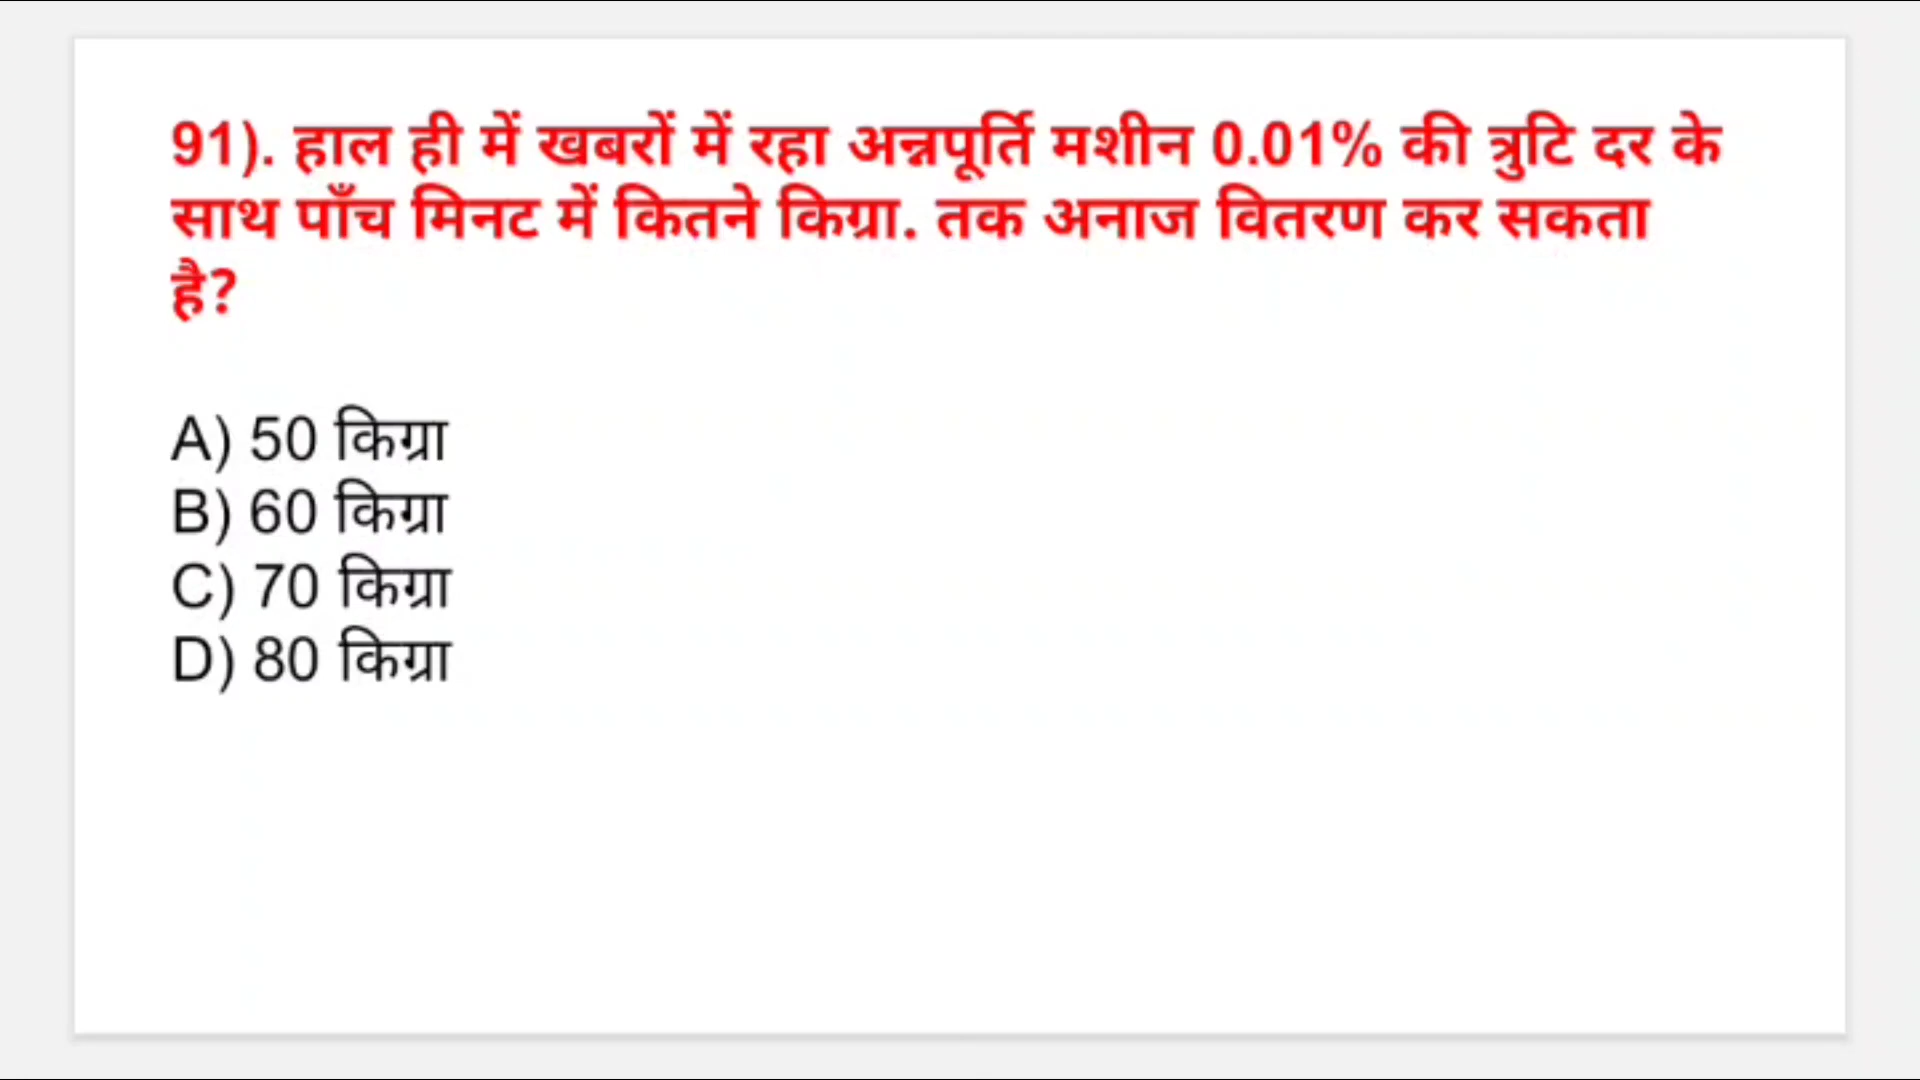 91). हाल ही में खबरों में रहा अन्नपूर्ति मशीन 0.01% की त्रुटि दर के
साथ पाँच मिनट में कितने किग्रा. तक अनाज वितरण कर सकता
है?
A) 50 किग्रा
B) 60 किग्रा
C) 70 किग्रा
D) 80 किग्रा